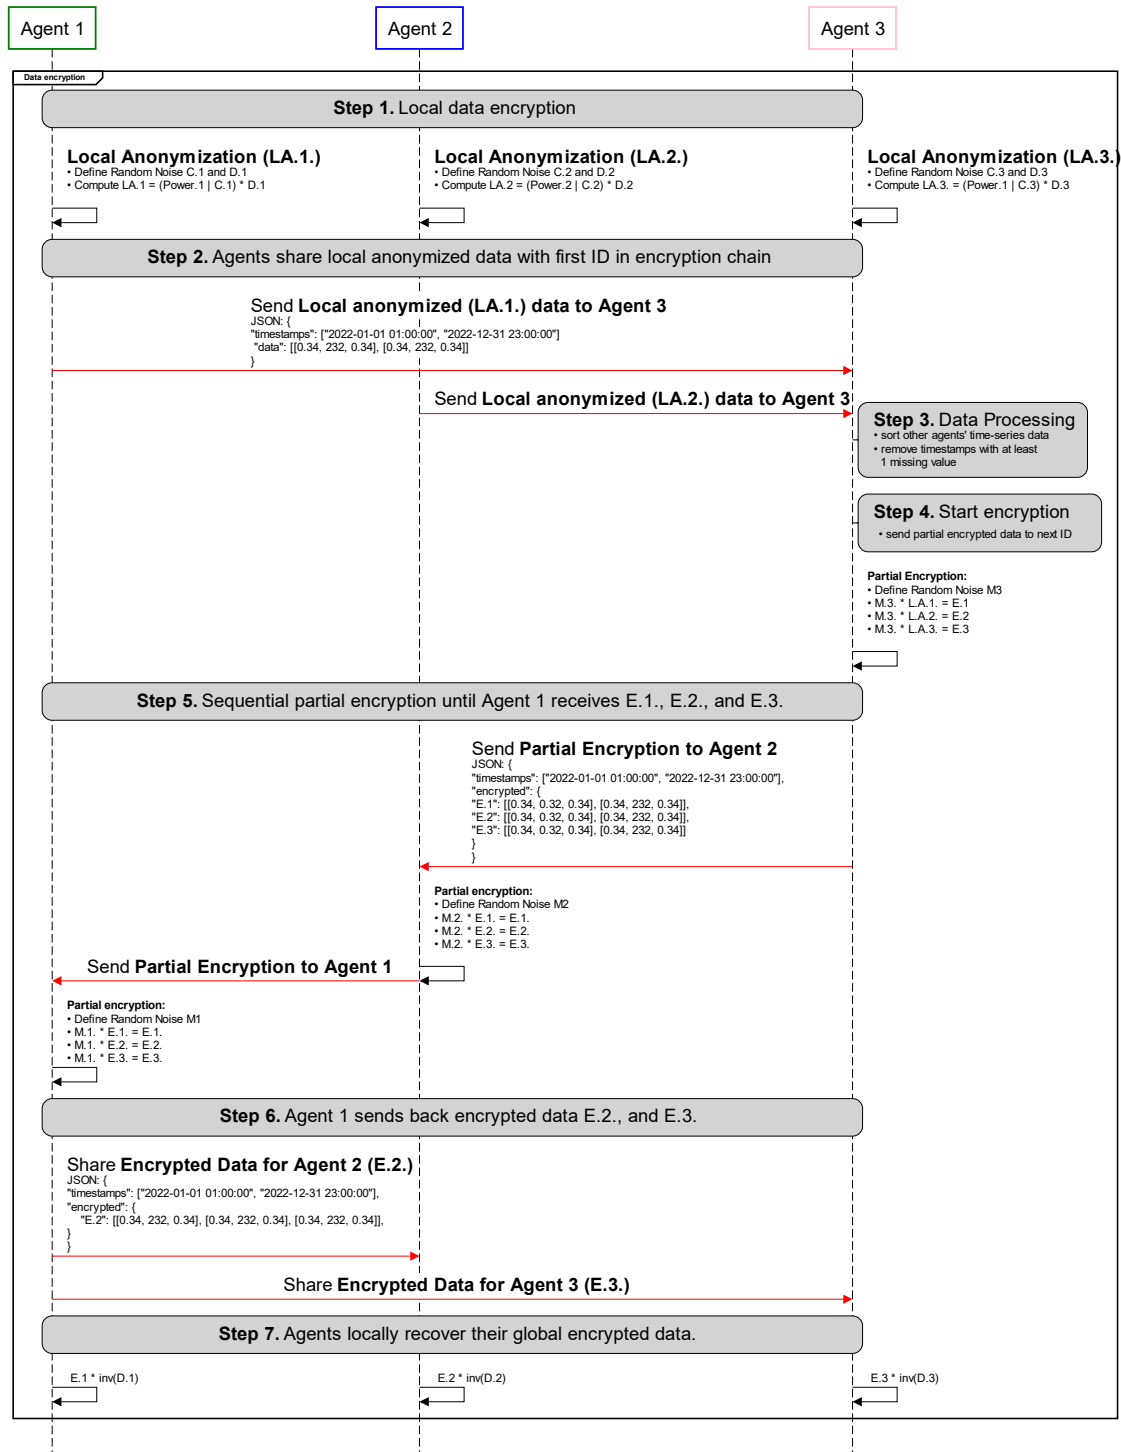 Agent 1
Agent 2
Agent 3
Data encryption
Step 1. Local data encryption
Local Anonymization (LA.1.)
• Define Random Noise C.1 and D.1
• Compute LA.1 = (Power.1 | C.1) * D.1
Local Anonymization (LA.2.)
• Define Random Noise C.2 and D.2
• Compute LA.2 = (Power.2 | C.2) * D.2
Local Anonymization (LA.3.)
• Define Random Noise C.3 and D.3
• Compute LA.3. = (Power.1 | C.3) * D.3
Step 2. Agents share local anonymized data with first ID in encryption chain
Send Local anonymized (LA.1.) data to Agent 3
JSON: {
"timestamps": ["2022-01-01 01:00:00", "2022-12-31 23:00:00"]
"data": [[0.34, 232, 0.34], [0.34, 232, 0.34]]
}
Send Local anonymized (LA.2.) data to Agent 3
Step 3. Data Processing
• sort other agents' time-series data
• remove timestamps with at least
1 missing value
Step 4. Start encryption
• send partial encrypted data to next ID
Partial Encryption:
• Define Random Noise M3
• M.3. * L.A.1. = E.1
• M.3. * L.A.2. = E.2
• M.3. * L.A.3. = E.3
Step 5. Sequential partial encryption until Agent 1 receives E.1., E.2., and E.3.
Send Partial Encryption to Agent 2
JSON: {
"timestamps": ["2022-01-01 01:00:00", "2022-12-31 23:00:00"],
"encrypted": {
"E.1": [[0.34, 0.32, 0.34], [0.34, 232, 0.34]],
"E.2": [[0.34, 0.32, 0.34], [0.34, 232, 0.34]],
"E.3": [[0.34, 0.32, 0.34], [0.34, 232, 0.34]]
}
}
Partial encryption:
• Define Random Noise M2
• M.2. * E.1. = E.1.
• M.2. * E.2. = E.2.
• M.2. * E.3. = E.3.
Send Partial Encryption to Agent 1
Partial encryption:
• Define Random Noise M1
• M.1. * E.1. = E.1.
• M.1. * E.2. = E.2.
• M.1. * E.3. = E.3.
Step 6. Agent 1 sends back encrypted data E.2., and E.3.
Share Encrypted Data for Agent 2 (E.2.)
JSON: {
"timestamps": ["2022-01-01 01:00:00", "2022-12-31 23:00:00"],
"encrypted": {
"E.2": [[0.34, 232, 0.34], [0.34, 232, 0.34], [0.34, 232, 0.34]],
}
}
Share Encrypted Data for Agent 3 (E.3.)
Step 7. Agents locally recover their global encrypted data.
E.1 * inv(D.1)
E.2 * inv(D.2)
E.3 * inv(D.3)